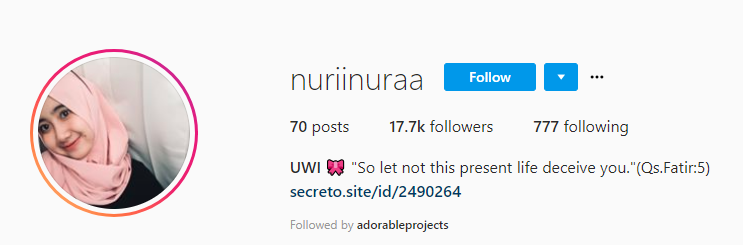 nuriinuraa Follow
70 posts 17.7k followers 777 following
UWI 🎀 "So let not this present life deceive you."(Qs.Fatir:5)
secreto.site/id/2490264
Followed by adorableprojects